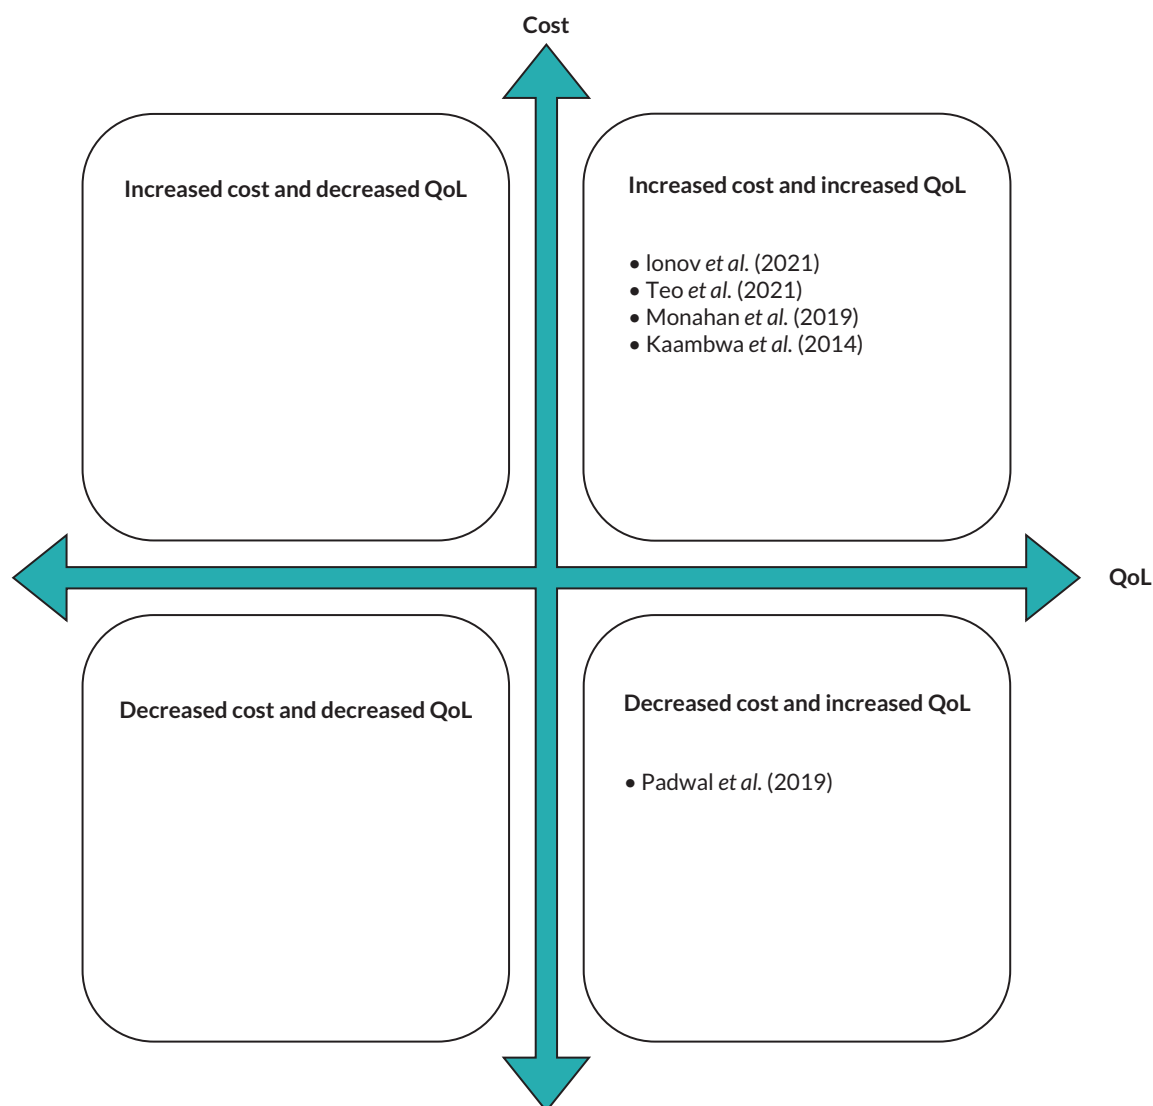 Cost
Increased cost and decreased QoL
Increased cost and increased QoL
• Ionov et al. (2021)
• Teo et al. (2021)
• Monahan et al. (2019)
• Kaambwa et al. (2014)
QoL
Decreased cost and decreased QoL
Decreased cost and increased QoL
• Padwal et al. (2019)